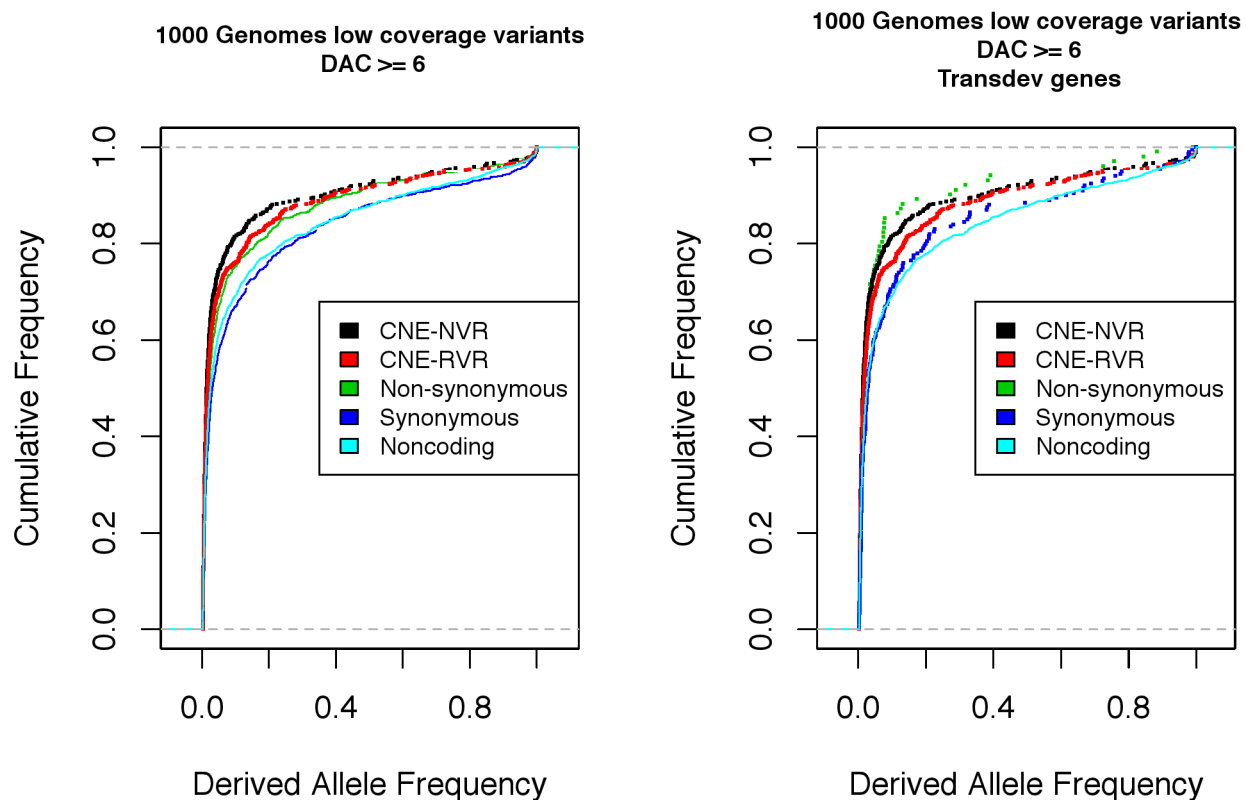 1000 Genomes low coverage variants
DAC >= 6
Cumulative Frequency
1.0
0.8
0.6
0.4
0.2
0.0
CNE-NVR
CNE-RVR
Non-synonymous
Synonymous
Noncoding
0.0 0.4 0.8
Derived Allele Frequency
1000 Genomes low coverage variants
DAC >= 6
Transdev genes
Cumulative Frequency
1.0
0.8
0.6
0.4
0.2
0.0
CNE-NVR
CNE-RVR
Non-synonymous
Synonymous
Noncoding
0.0 0.4 0.8
Derived Allele Frequency